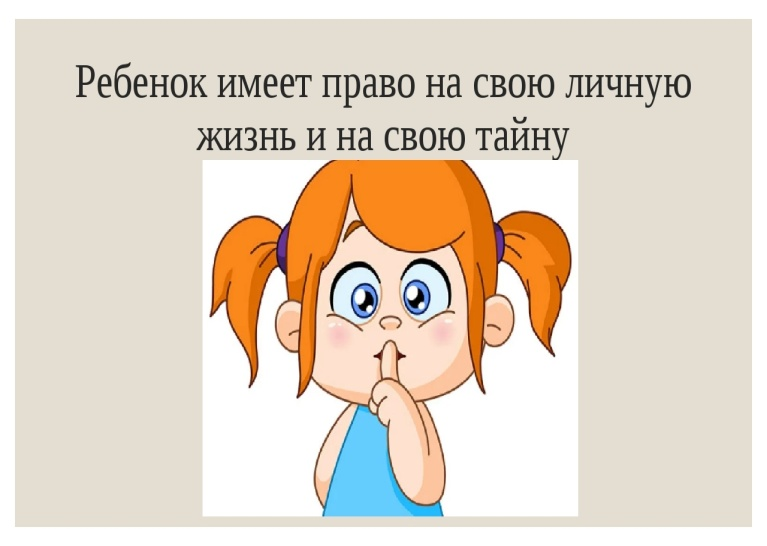 Ребенок имеет право на свою личную
жизнь и на свою тайну